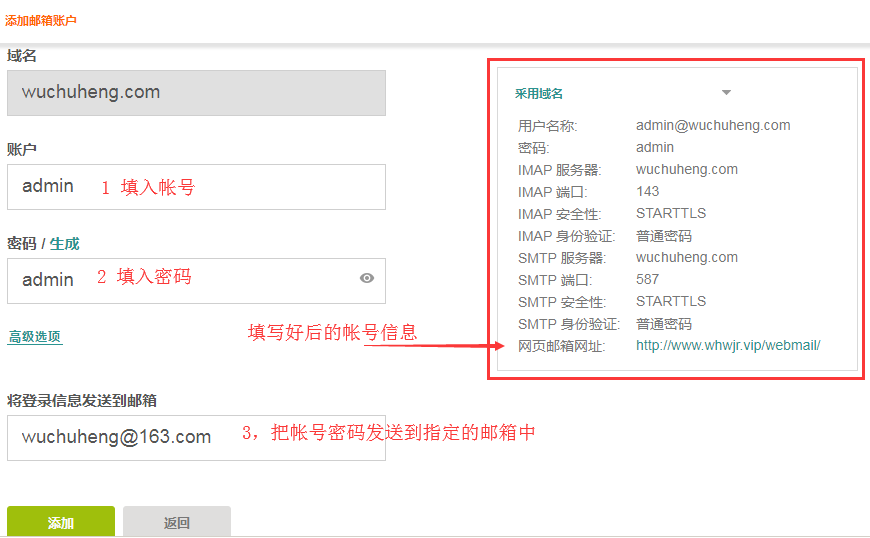 添加邮箱账户
域名
wuchuheng.com
账户
admin 1 填入帐号
密码 / 生成
admin 2 填入密码
高级选项
填写好后的帐号信息
将登录信息发送到邮箱
wuchuheng@163.com 3, 把帐号密码发送到指定的邮箱中
添加 返回
采用域名
用户名称: admin@wuchuheng.com
密码: admin
IMAP 服务器: wuchuheng.com
IMAP 端口: 143
IMAP 安全性: STARTTLS
IMAP 身份验证: 普通密码
SMTP 服务器: wuchuheng.com
SMTP 端口: 587
SMTP 安全性: STARTTLS
SMTP 身份验证: 普通密码
网页邮箱网址: http://www.whwjr.vip/webmail/